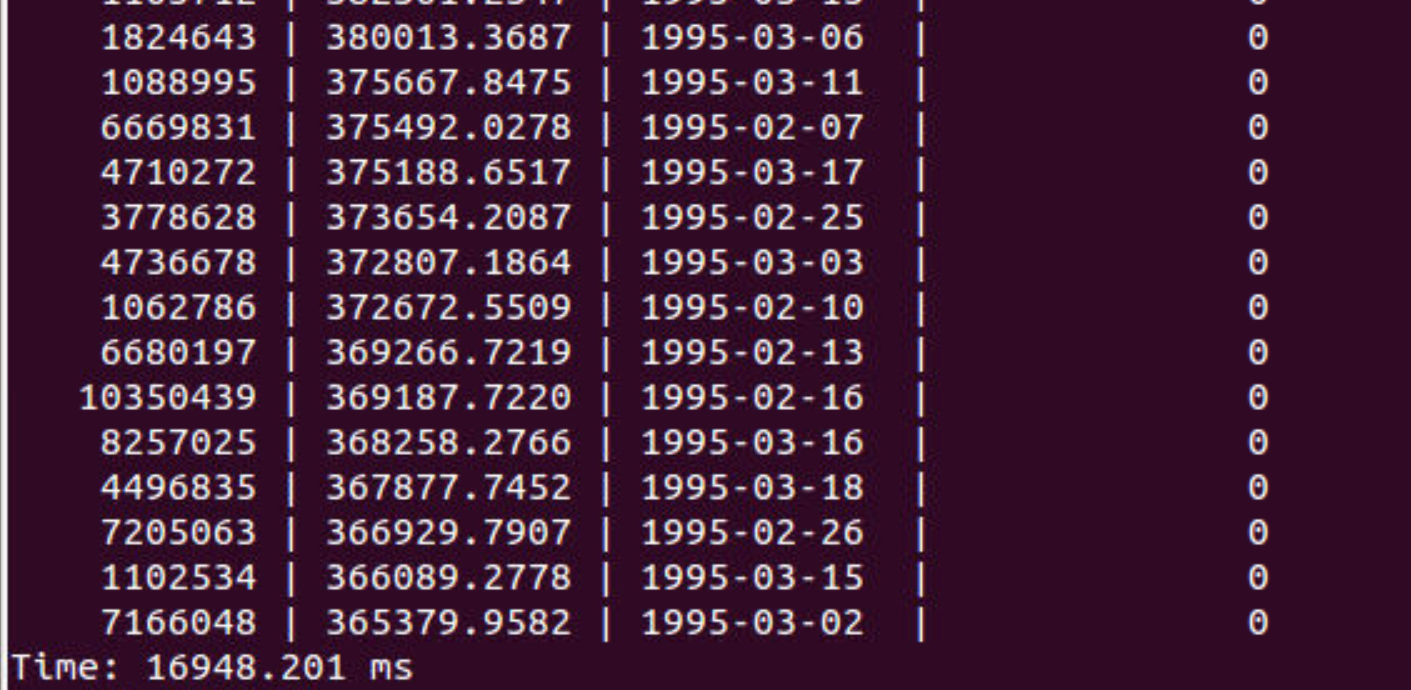 1824643 | 380013.3687 | 1995-03-06 | 0
1088995 | 375667.8475 | 1995-03-11 | 0
6669831 | 375492.0278 | 1995-02-07 | 0
4710272 | 375188.6517 | 1995-03-17 | 0
3778628 | 373654.2087 | 1995-02-25 | 0
4736678 | 372807.1864 | 1995-03-03 | 0
1062786 | 372672.5509 | 1995-02-10 | 0
6680197 | 369266.7219 | 1995-02-13 | 0
10350439 | 369187.7220 | 1995-02-16 | 0
8257025 | 368258.2766 | 1995-03-16 | 0
4496835 | 367877.7452 | 1995-03-18 | 0
7205063 | 366929.7907 | 1995-02-26 | 0
1102534 | 366089.2778 | 1995-03-15 | 0
7166048 | 365379.9582 | 1995-03-02 | 0
Time: 16948.201 ms